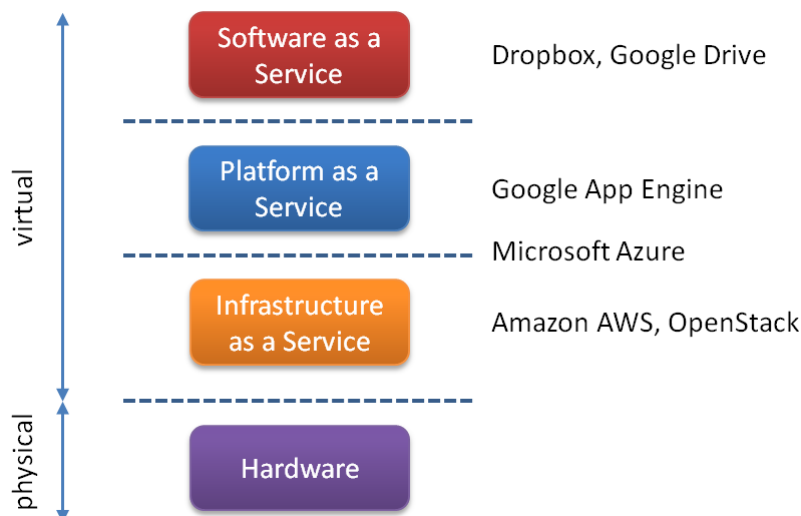 Software as a
Service
Dropbox, Google Drive
virtual
Platform as a
Service
Google App Engine
Microsoft Azure
Infrastructure
as a Service
Amazon AWS, OpenStack
physical
Hardware